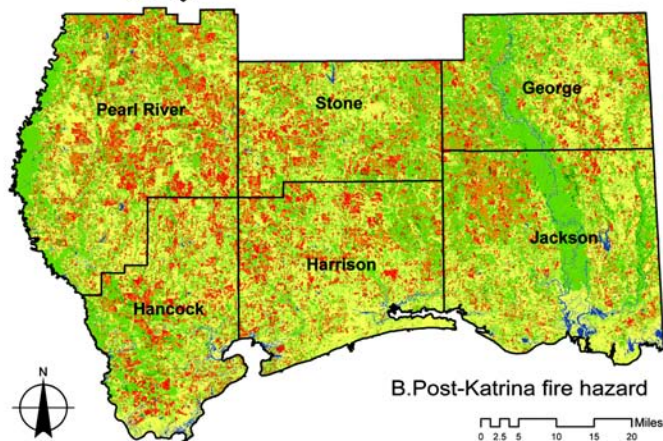 George
Stone
Pearl River
Jackson
Harrison
Hancock
B.Post-Katrina fire hazard
N
Miles
0 2.5 5 10 15 20